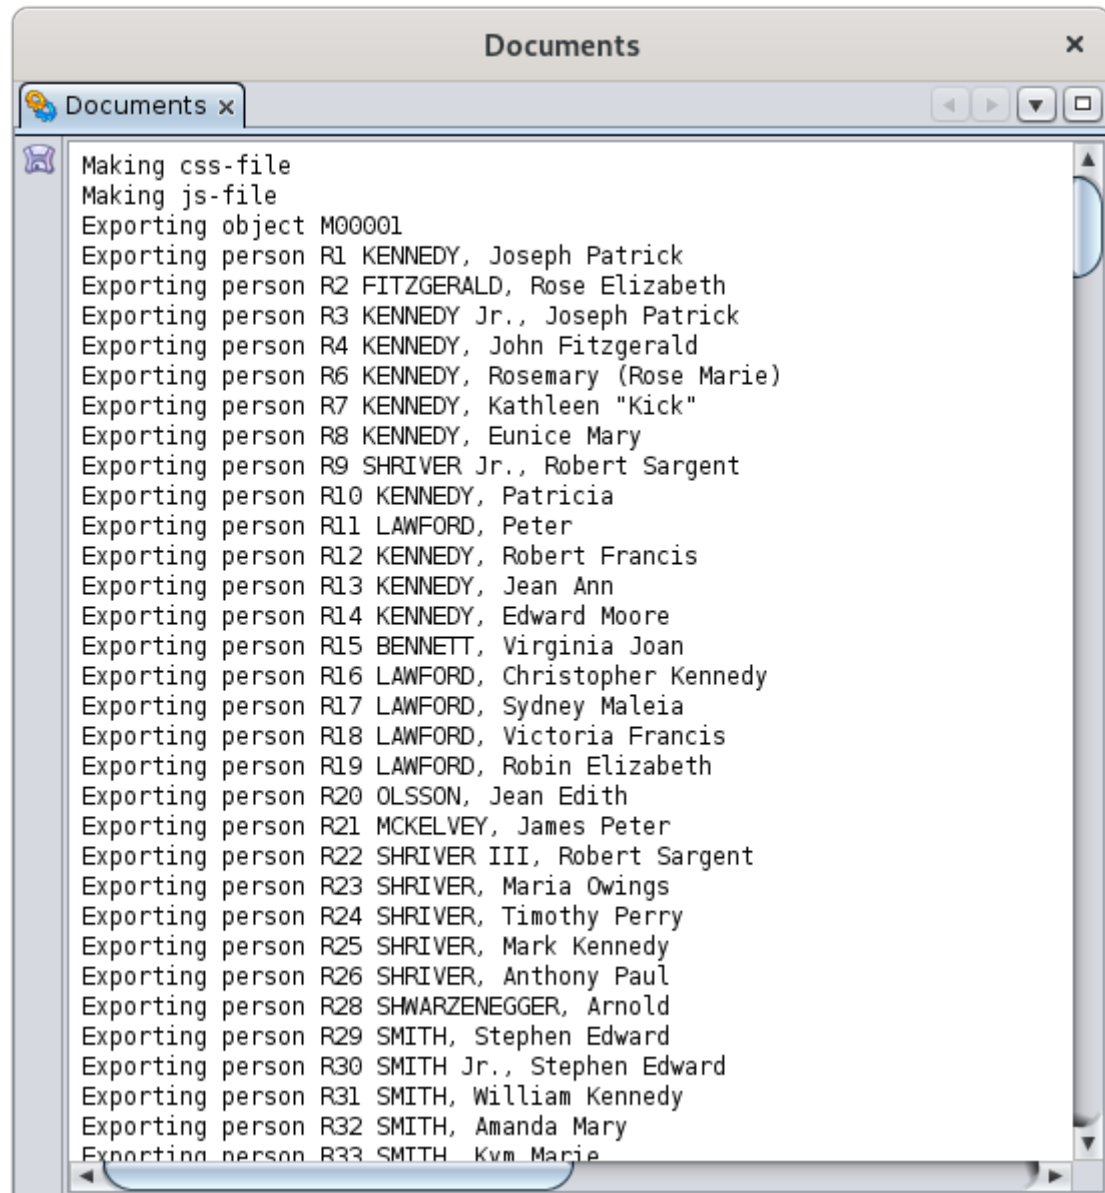 Documents
Documents
Making css-file
Making js-file
Exporting object M00001
Exporting person R1 KENNEDY, Joseph Patrick
Exporting person R2 FITZGERALD, Rose Elizabeth
Exporting person R3 KENNEDY Jr., Joseph Patrick
Exporting person R4 KENNEDY, John Fitzgerald
Exporting person R6 KENNEDY, Rosemary (Rose Marie)
Exporting person R7 KENNEDY, Kathleen "Kick"
Exporting person R8 KENNEDY, Eunice Mary
Exporting person R9 SHRIVER Jr., Robert Sargent
Exporting person R10 KENNEDY, Patricia
Exporting person R11 LAWFORD, Peter
Exporting person R12 KENNEDY, Robert Francis
Exporting person R13 KENNEDY, Jean Ann
Exporting person R14 KENNEDY, Edward Moore
Exporting person R15 BENNETT, Virginia Joan
Exporting person R16 LAWFORD, Christopher Kennedy
Exporting person R17 LAWFORD, Sydney Maleia
Exporting person R18 LAWFORD, Victoria Francis
Exporting person R19 LAWFORD, Robin Elizabeth
Exporting person R20 OLSSON, Jean Edith
Exporting person R21 MCKELVEY, James Peter
Exporting person R22 SHRIVER III, Robert Sargent
Exporting person R23 SHRIVER, Maria Owings
Exporting person R24 SHRIVER, Timothy Perry
Exporting person R25 SHRIVER, Mark Kennedy
Exporting person R26 SHRIVER, Anthony Paul
Exporting person R28 SHWARZENEGGER, Arnold
Exporting person R29 SMITH, Stephen Edward
Exporting person R30 SMITH Jr., Stephen Edward
Exporting person R31 SMITH, William Kennedy
Exporting person R32 SMITH, Amanda Mary
Exporting person R33 SMITH, Kym Marie